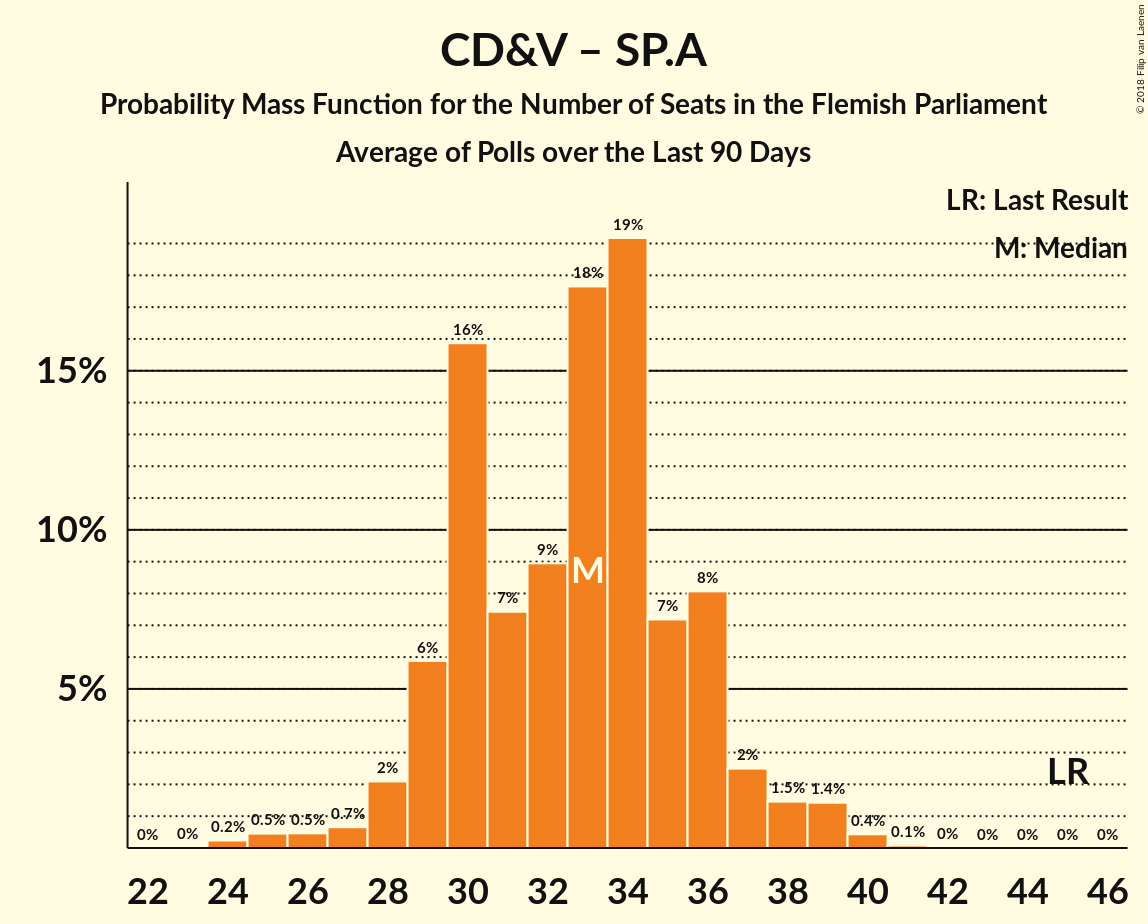 CD&V – SP.A
Probability Mass Function for the Number of Seats in the Flemish Parliament
Average of Polls over the Last 90 Days
© 2018 Filip van Laenen
LR: Last Result
M: Median
19%
18%
16%
15%
10%
9%
M
8%
7%
7%
6%
5%
2%
2%
LR
1.5% 1.4%
0% 0% 0.2% 0.5% 0.5% 0.7% 0.4% 0.1% 0% 0% 0% 0% 0%
22 24 26 28 30 32 34 36 38 40 42 44 46